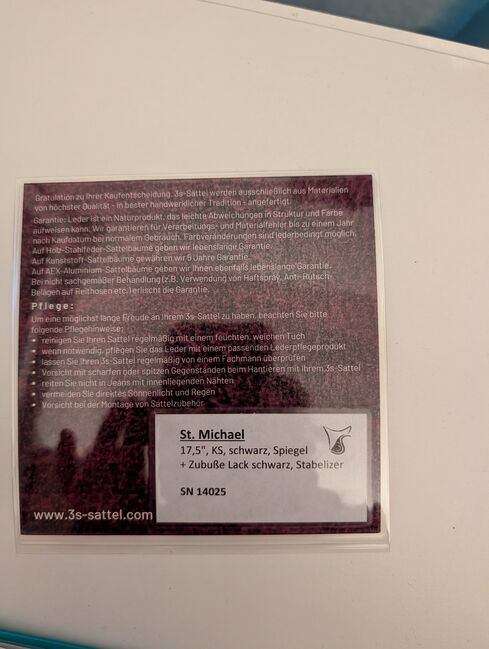 Gratulation zu Ihrer Kaufentscheidung. 3s-Sattel werden ausschließlich aus Materialien
von höchster Qualität - in bester handwerklicher Tradition - angefertigt.
Garantie: Leder ist ein Naturprodukt, das leichte Abweichungen in Struktur und Farbe
aufweisen kann. Wir garantieren für Verarbeitungs- und Materialfehler bis zu einem Jahr
nach Kaufdatum bei normalem Gebrauch. Farbveränderungen sind lederbedingt möglich.
Auf Holz-Stahlfeder-Sattelbäume geben wir lebenslange Garantie.
Auf Kunststoff-Sattelbäume gewähren wir 5 Jahre Garantie.
Auf AEX-Aluminium-Sattelbäume geben wir Ihnen ebenfalls lebenslange Garantie.
Bei nicht sachgemäßer Behandlung (z.B. Verwendung von Haftspray, Anti-Rutsch-
Belägen auf Reithosen etc.) erlischt die Garantie.
Pflege:
Um eine möglichst lange Freude an Ihrem 3s-Sattel zu haben, beachten Sie bitte
folgende Pflegehinweise:
• reinigen Sie Ihren Sattel regelmäßig mit einem feuchten, weichen Tuch
• wenn notwendig, pflegen Sie das Leder mit einem passenden Lederpflegeprodukt
• lassen Sie Ihren 3s-Sattel regelmäßig von einem Fachmann überprüfen
• Vorsicht mit scharfen oder spitzen Gegenständen beim Hantieren mit Ihrem 3s-Sattel
• reiten Sie nicht in Jeans mit innenliegenden Nähten
• vermeiden Sie direktes Sonnenlicht und Regen
• Vorsicht bei der Montage von Sattelzubehör
St. Michael
17,5", KS, schwarz, Spiegel
+ Zubuße Lack schwarz, Stabelizer
SN 14025
www.3s-sattel.com